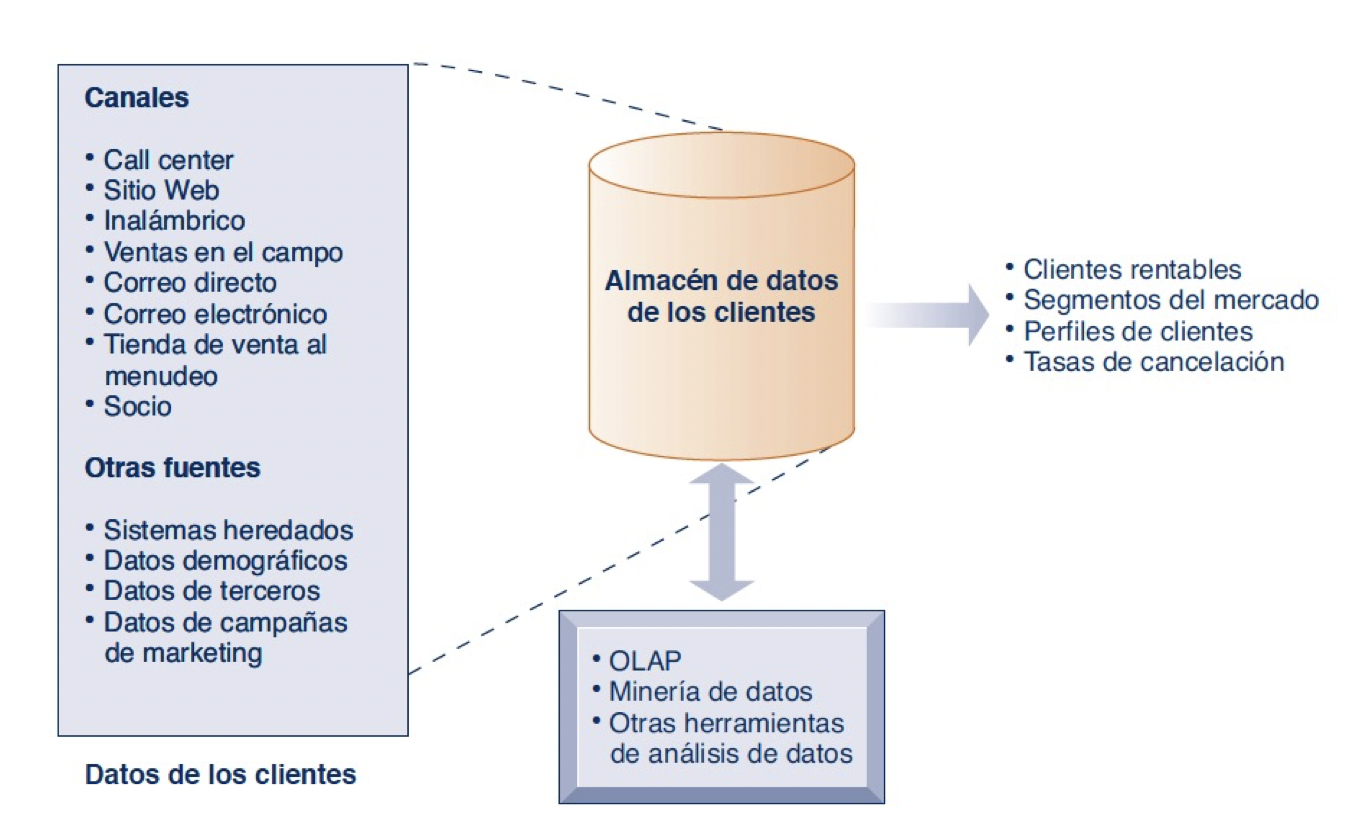 Canales
• Call center
• Sitio Web
• Inalámbrico
• Ventas en el campo
• Correo directo
• Correo electrónico
• Tienda de venta al
menudeo
• Socio
Otras fuentes
• Sistemas heredados
• Datos demográficos
• Datos de terceros
• Datos de campañas
de marketing
Datos de los clientes
Almacén de datos
de los clientes
• OLAP
• Minería de datos
• Otras herramientas
de análisis de datos
• Clientes rentables
• Segmentos del mercado
• Perfiles de clientes
• Tasas de cancelación